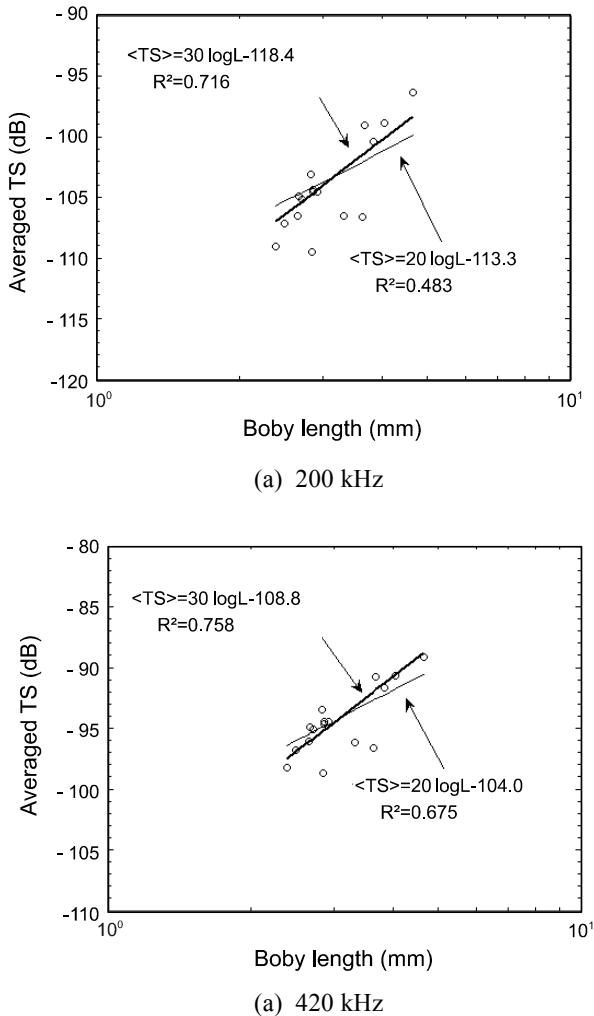 - 90
<TS>=30 logL-118.4
R²=0.716
- 95
- 100
- 105
- 110
- 115
- 120
Averaged TS (dB)
<TS>=20 logL-113.3
R²=0.483
10⁰
10¹
Boby length (mm)
(a) 200 kHz
- 80
<TS>=30 logL-108.8
R²=0.758
- 85
- 90
- 95
- 100
- 105
-110
Averaged TS (dB)
<TS>=20 logL-104.0
R²=0.675
10⁰
10¹
Boby length (mm)
(a) 420 kHz